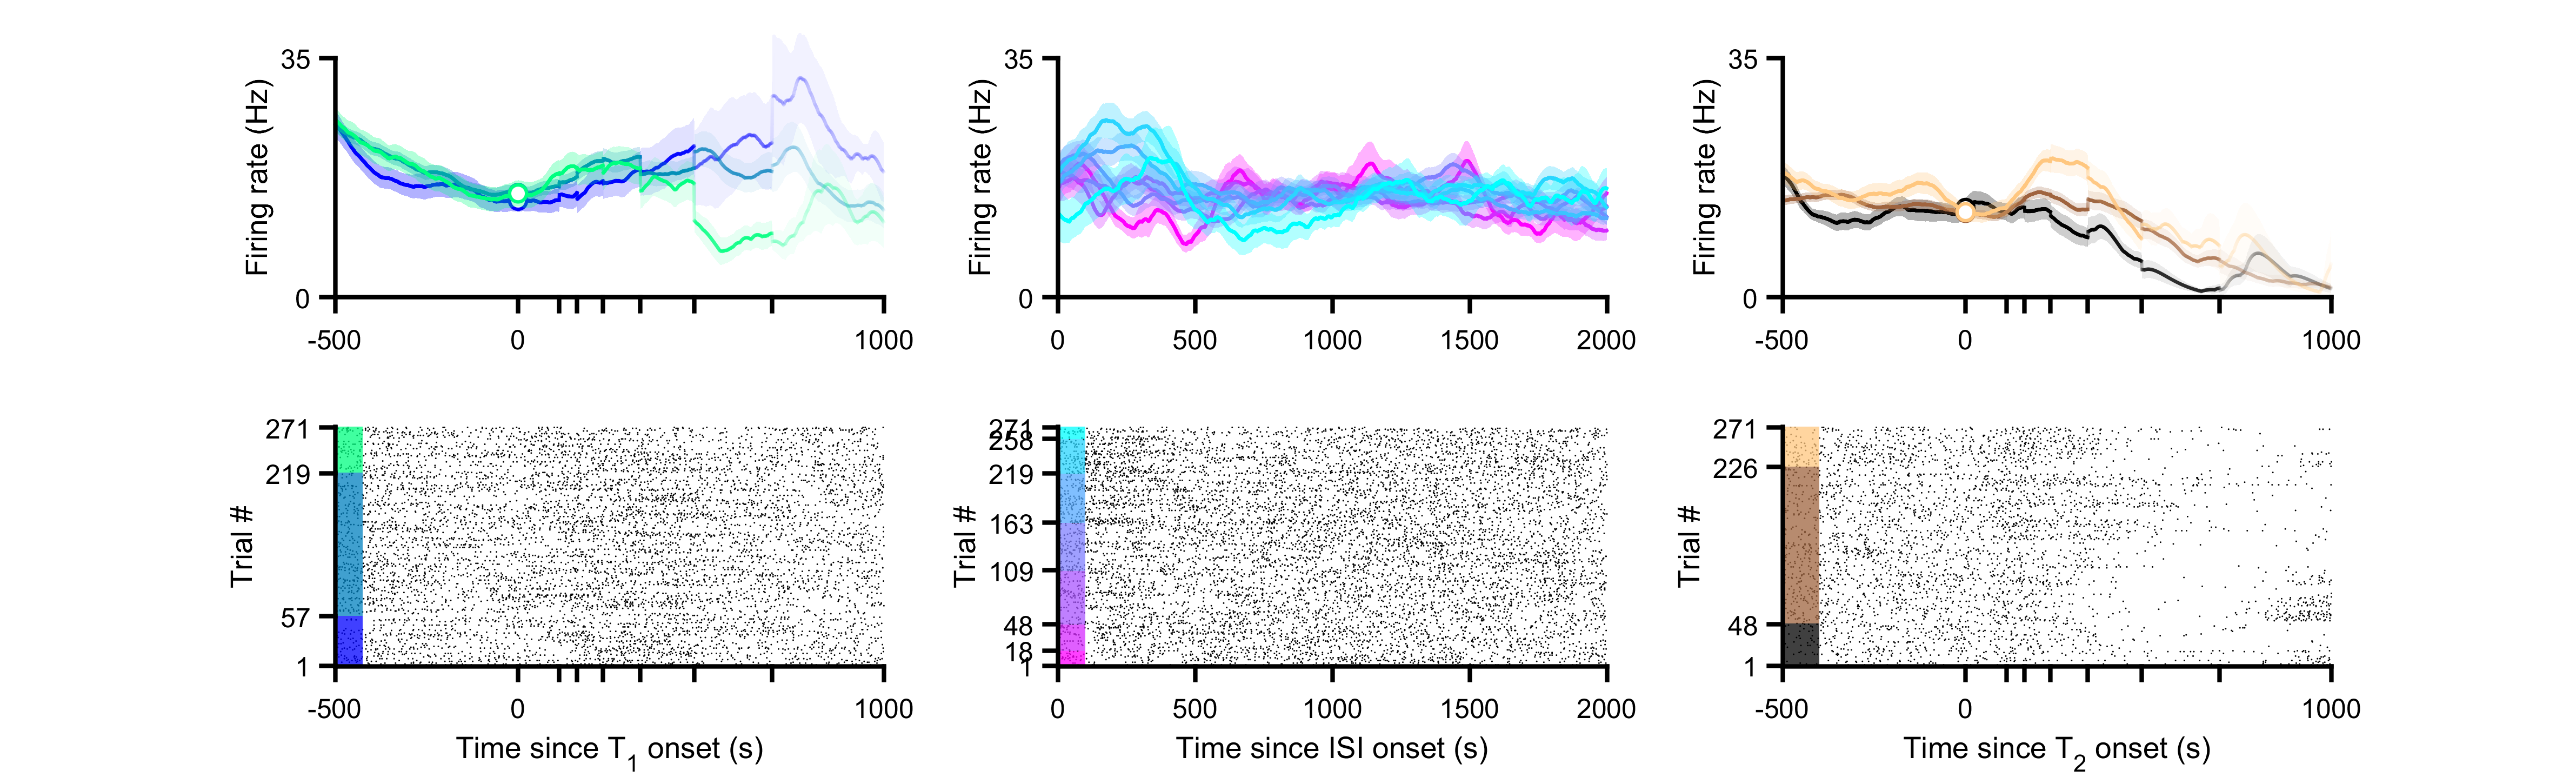 35
Firing rate (Hz)
0
-500 0 1000
35
Firing rate (Hz)
0
0 500 1000 1500 2000
35
Firing rate (Hz)
0
-500 0 1000
271
219
Trial #
57
1
-500 0 1000
Time since T1 onset (s)
271
258
219
163
Trial #
109
48
18
1
0 500 1000 1500 2000
Time since ISI onset (s)
271
226
Trial #
48
1
-500 0 1000
Time since T2 onset (s)